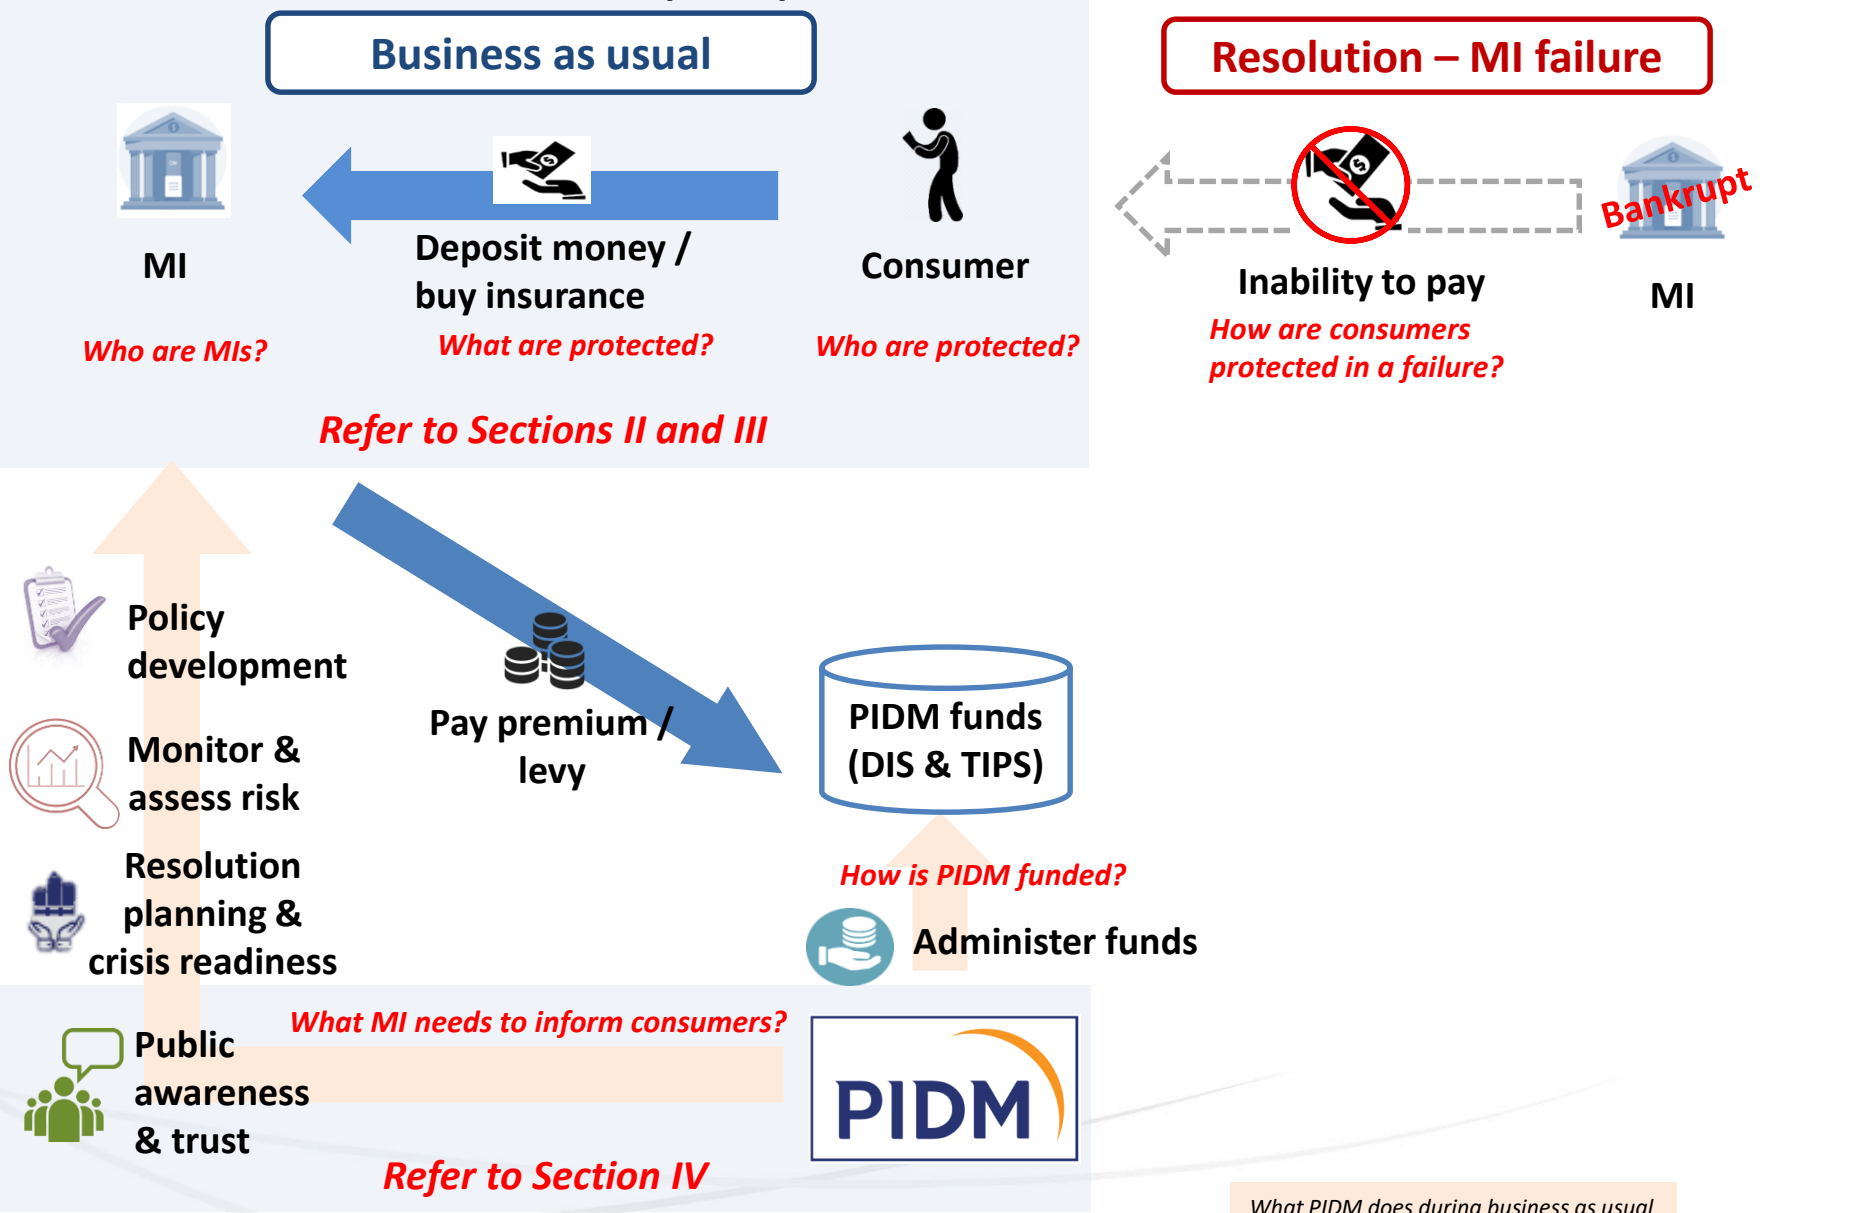 Business as usual
Resolution – MI failure
Bankrupt
MI
Deposit money /
buy insurance
Consumer
Inability to pay
MI
Who are MIs?
What are protected?
Who are protected?
How are consumers
protected in a failure?
Refer to Sections II and III
Policy
development
Monitor &
assess risk
Resolution
planning &
crisis readiness
Public
awareness
& trust
Pay premium /
levy
PIDM funds
(DIS & TIPS)
How is PIDM funded?
Administer funds
What MI needs to inform consumers?
PIDM
Refer to Section IV
What PIDM does during business as usual